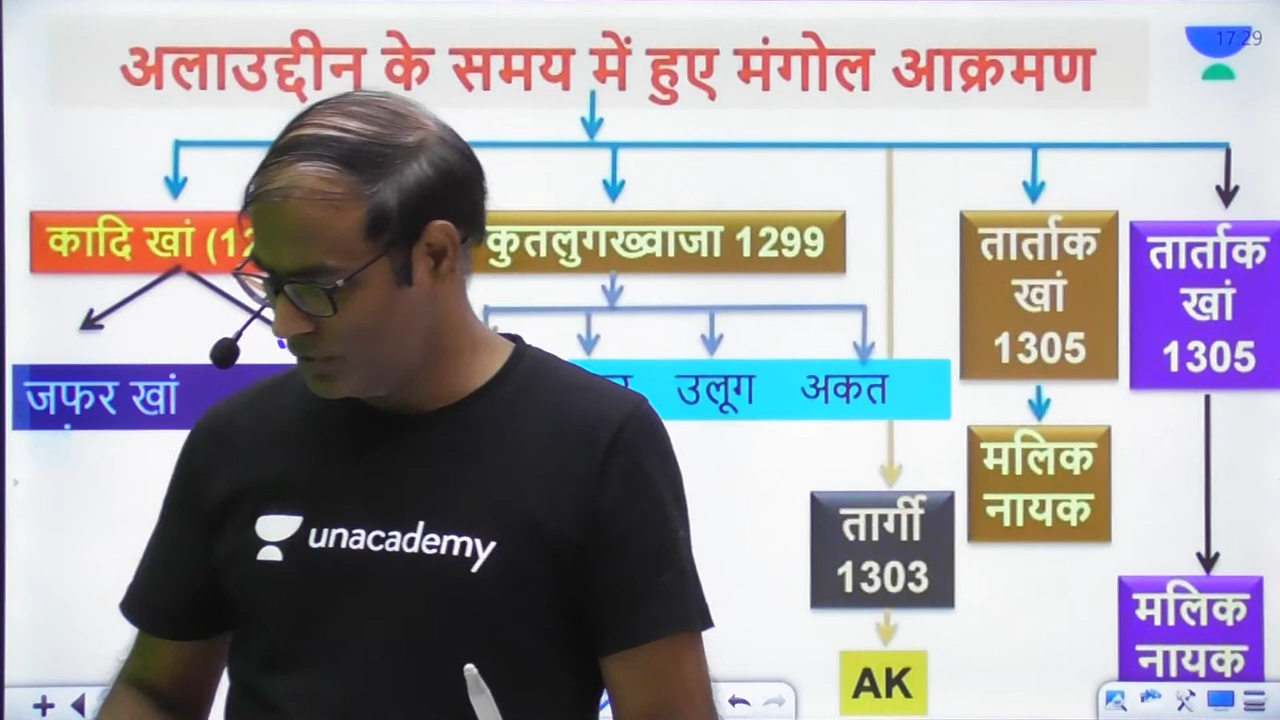 अलाउद्दीन के समय में हुए मंगोल आक्रमण
17:29
कादि खां (12
कुतलुगख्वाजा 1299
तार्ताक
खां
1305
तार्ताक
खां
1305
जफर खां
उलूग
अकत
मलिक
नायक
तार्गी
1303
मलिक
नायक
AK
unacademy